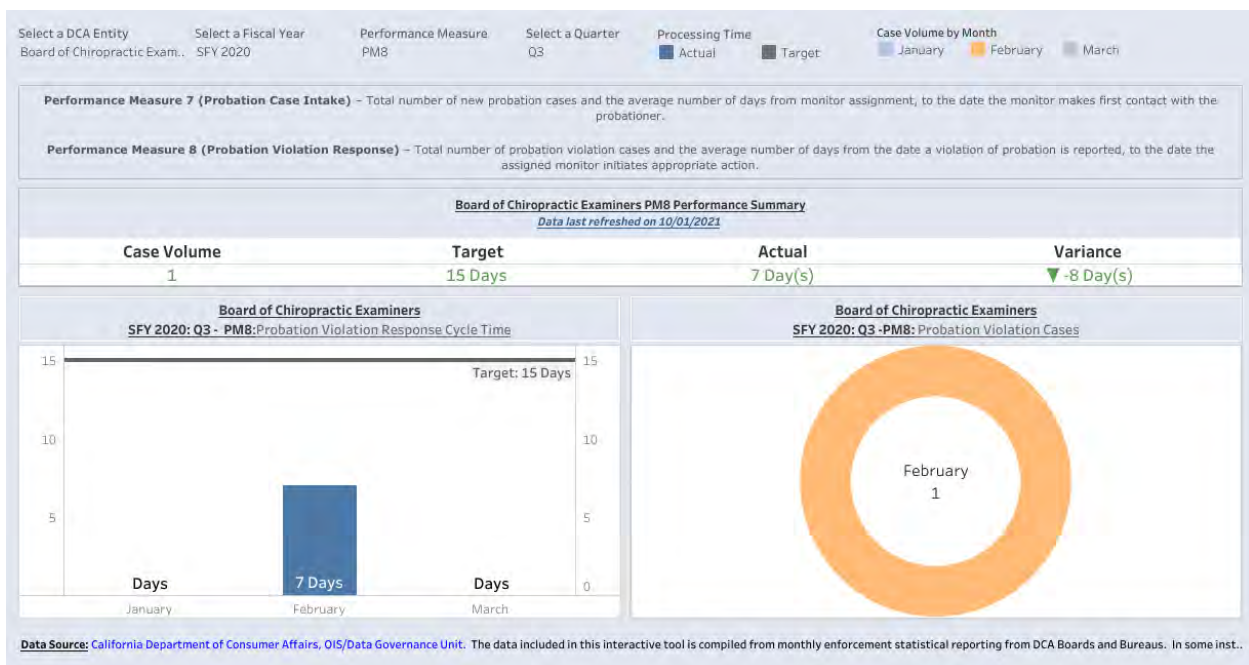 Select a DCA Entity Select a Fiscal Year Performance Measure Select a Quarter Processing Time Case Volume by Month
Board of Chiropractic Exam.. SFY 2020 PM8 Q3 Actual Target January February March
Performance Measure 7 (Probation Case Intake) – Total number of new probation cases and the average number of days from monitor assignment, to the date the monitor makes first contact with the
probationer.
Performance Measure 8 (Probation Violation Response) – Total number of probation violation cases and the average number of days from the date a violation of probation is reported, to the date the
assigned monitor initiates appropriate action.
Board of Chiropractic Examiners PM8 Performance Summary
Data last refreshed on 10/01/2021
Case Volume Target Actual Variance
1 15 Days 7 Day(s) ▼ -8 Day(s)
Board of Chiropractic Examiners
SFY 2020: Q3 - PM8:Probation Violation Response Cycle Time
15 15
Target: 15 Days
10 10
5 5
0
Days 7 Days Days
January February March
Board of Chiropractic Examiners
SFY 2020: Q3 -PM8: Probation Violation Cases
February
1
Data Source: California Department of Consumer Affairs, OIS/Data Governance Unit. The data included in this interactive tool is compiled from monthly enforcement statistical reporting from DCA Boards and Bureaus. In some inst..